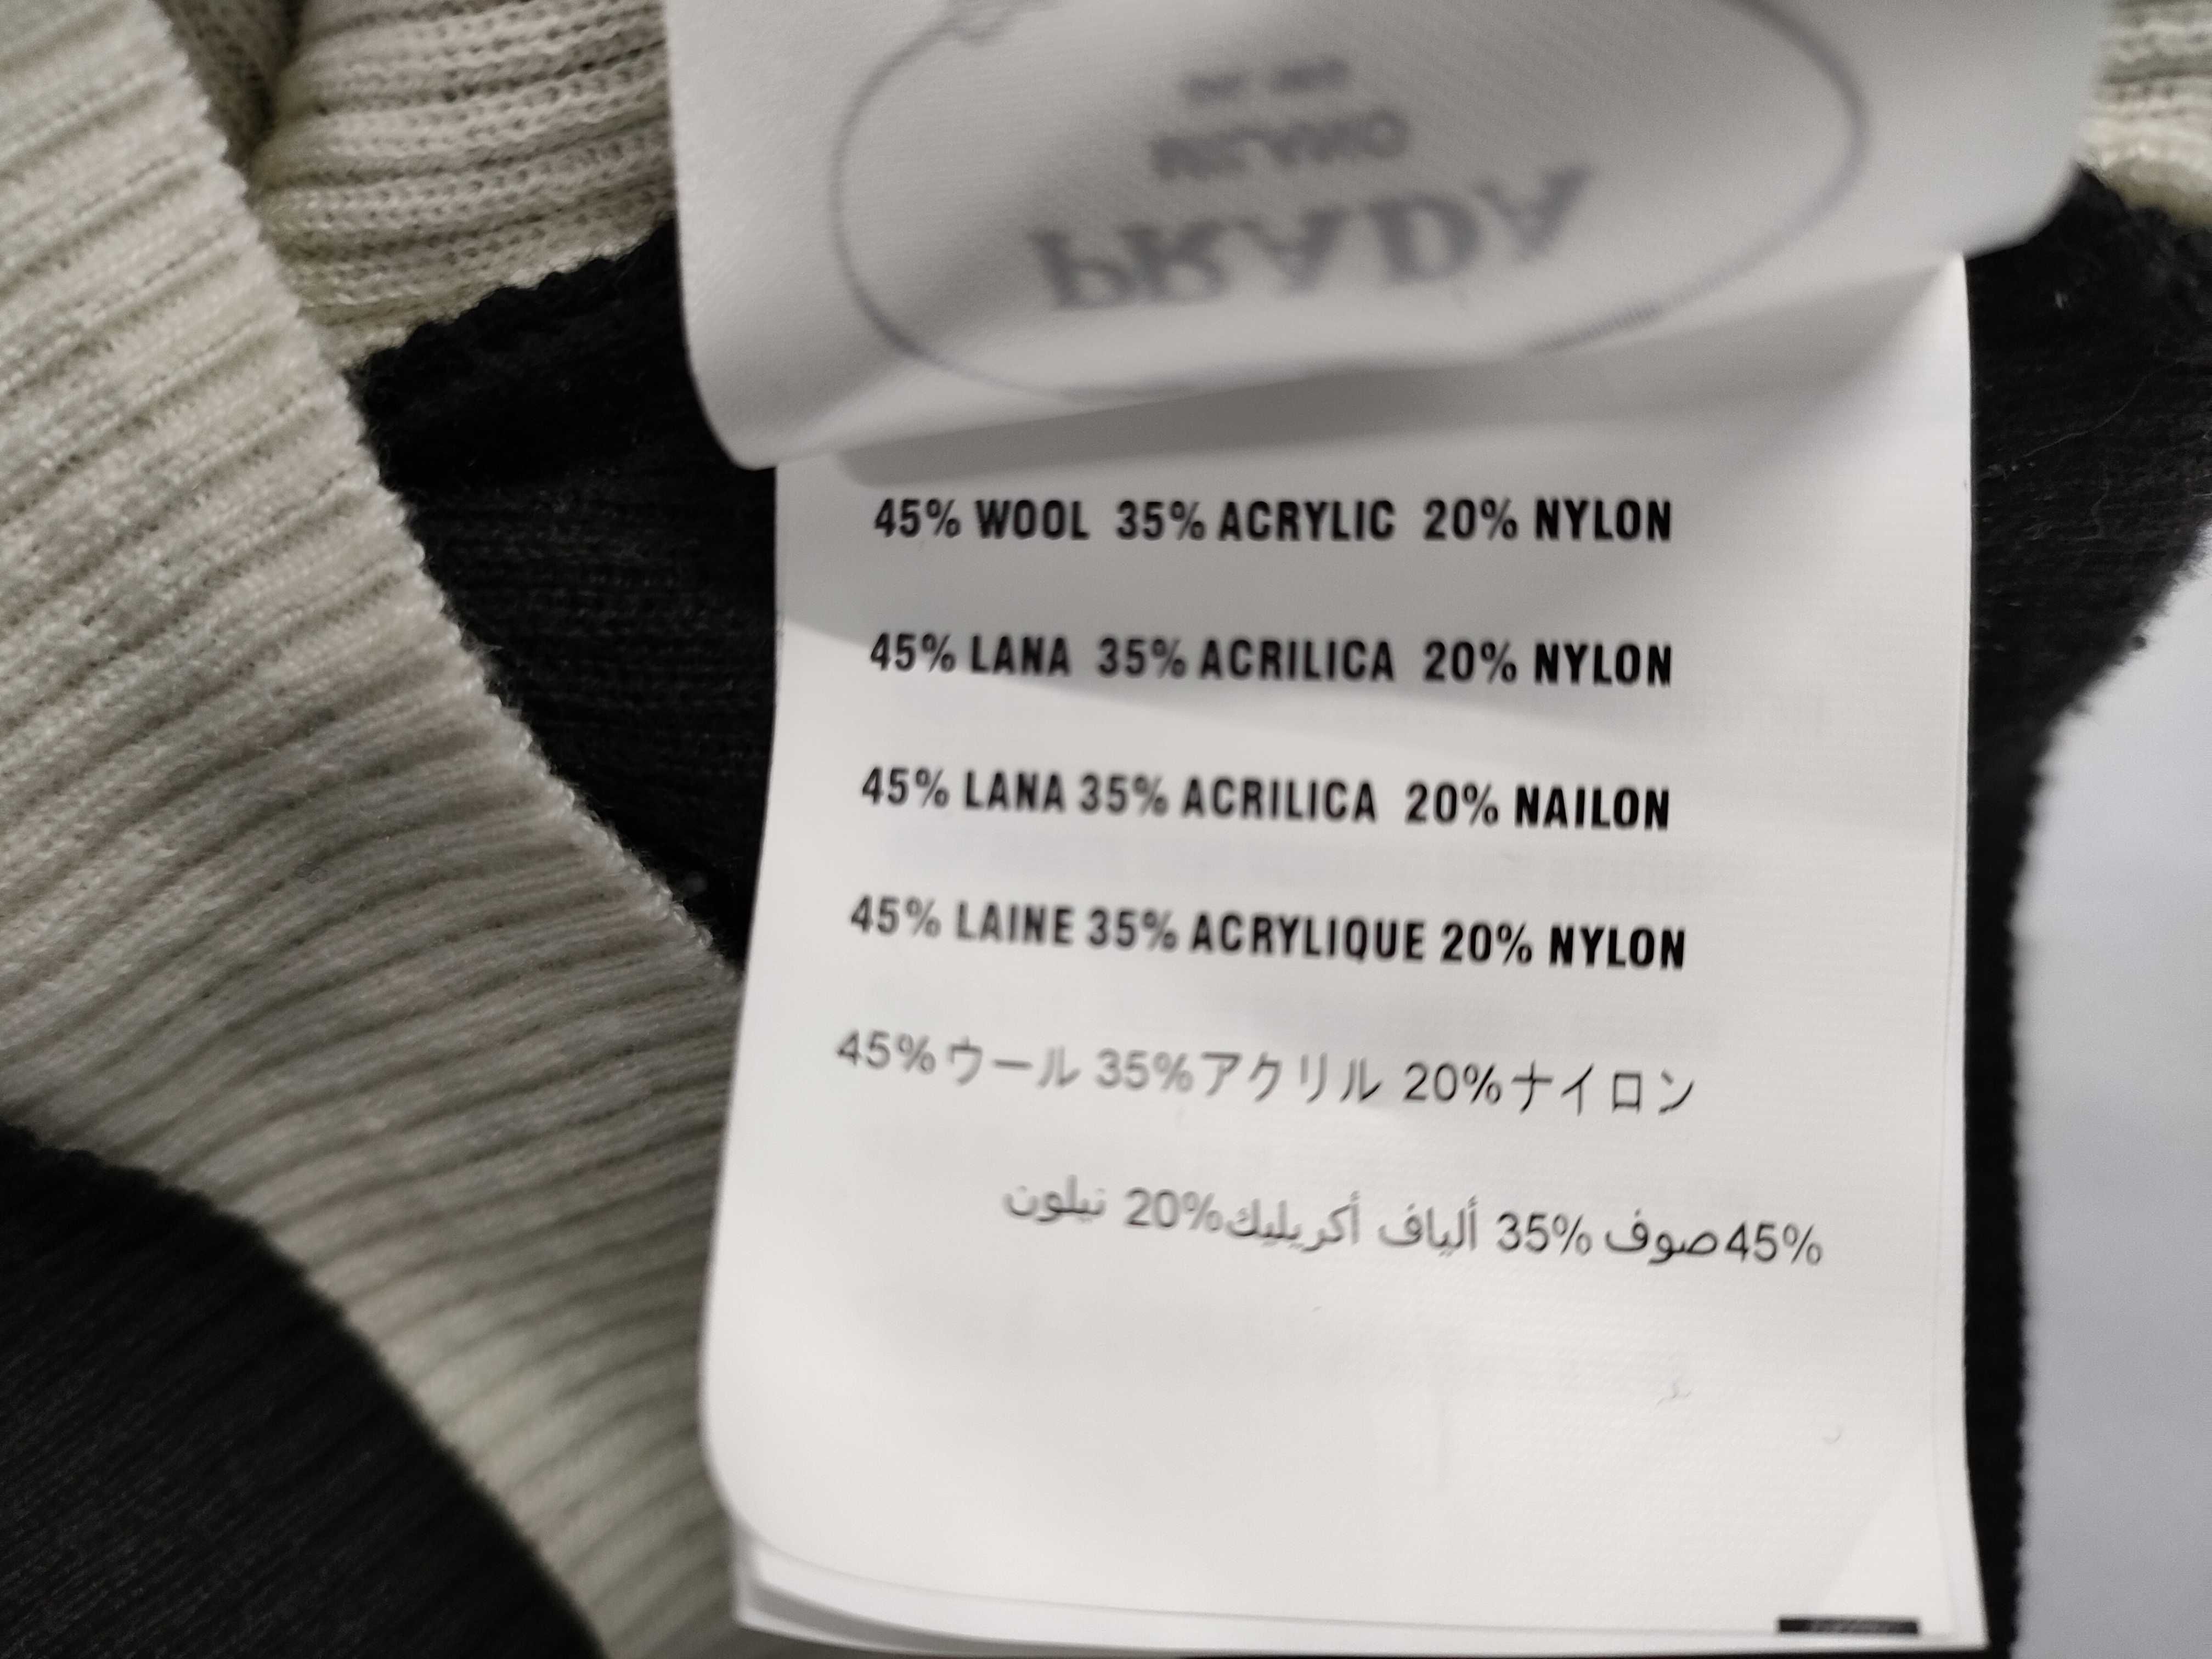 PRADA
MILANO
45% WOOL 35% ACRYLIC 20% NYLON
45% LANA 35% ACRILICA 20% NYLON
45% LANA 35% ACRILICA 20% NAILON
45% LAINE 35% ACRYLIQUE 20% NYLON
45%ウール 35%アクリル 20%ナイロン
45%صوف 35% ألياف أكريليك20% نيلون